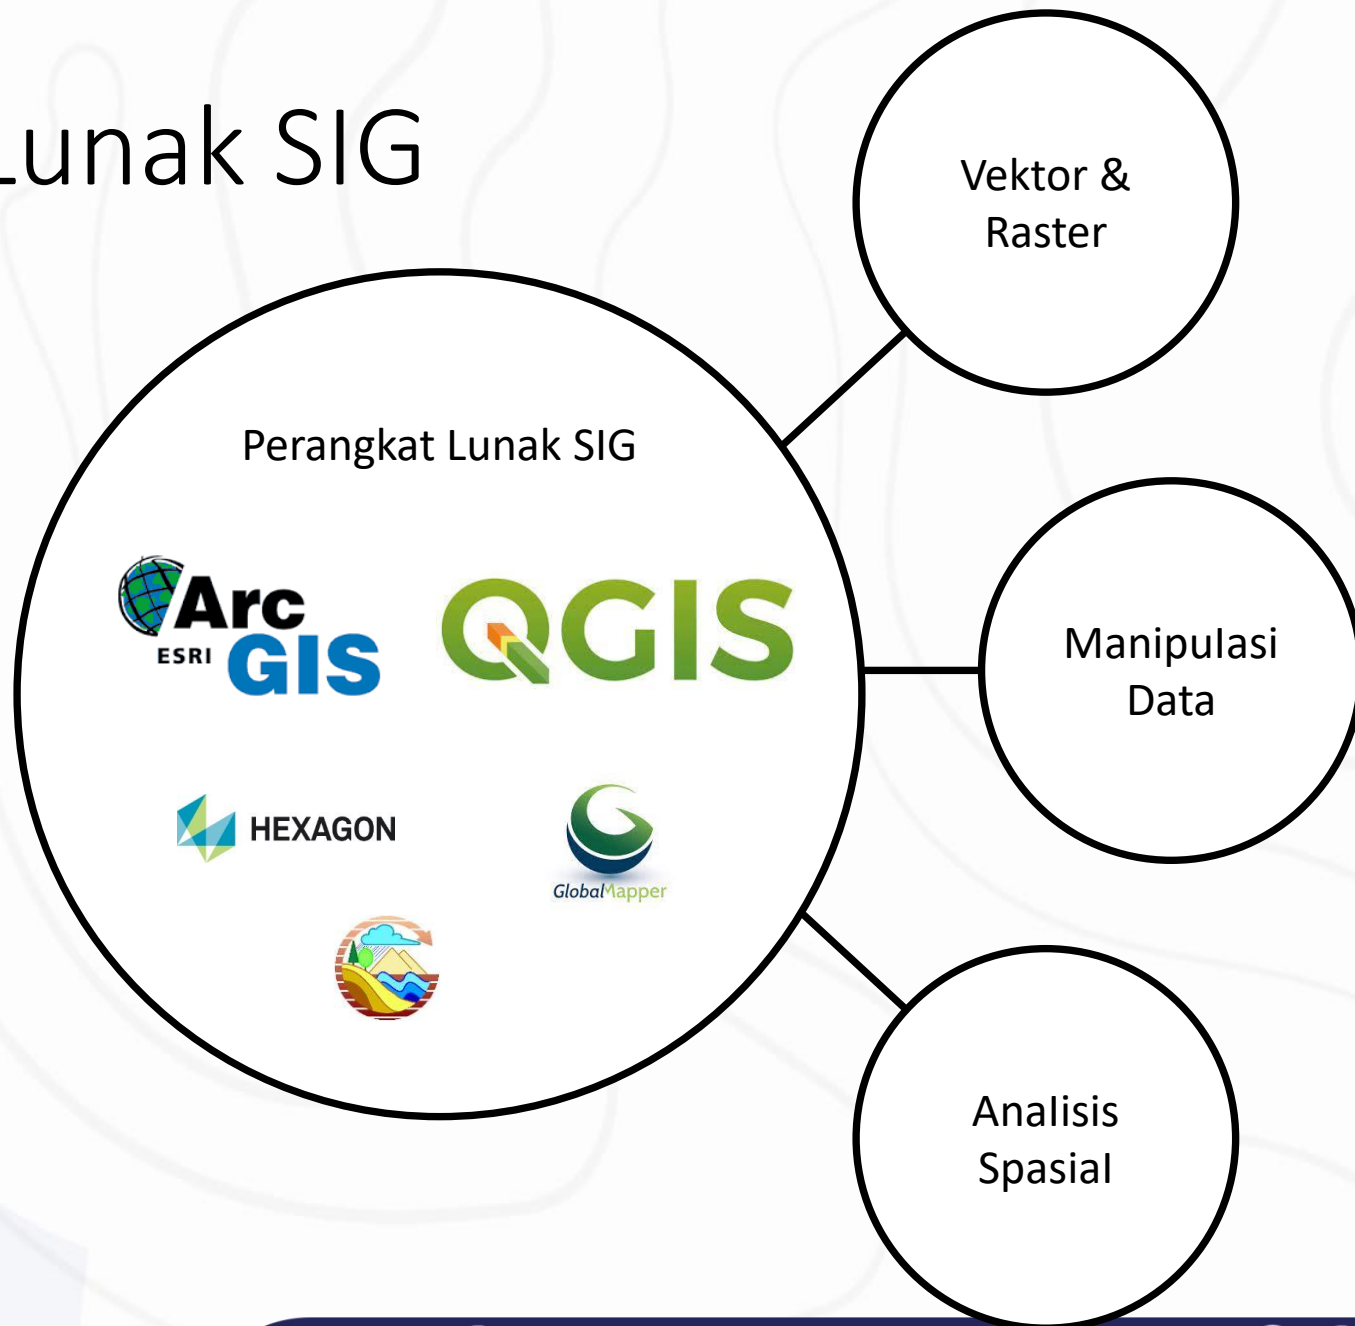 Lunak SIG
Vektor &
Raster
Perangkat Lunak SIG
Arc
ESRI GIS
QGIS
HEXAGON
GlobalMapper
Manipulasi
Data
Analisis
Spasial